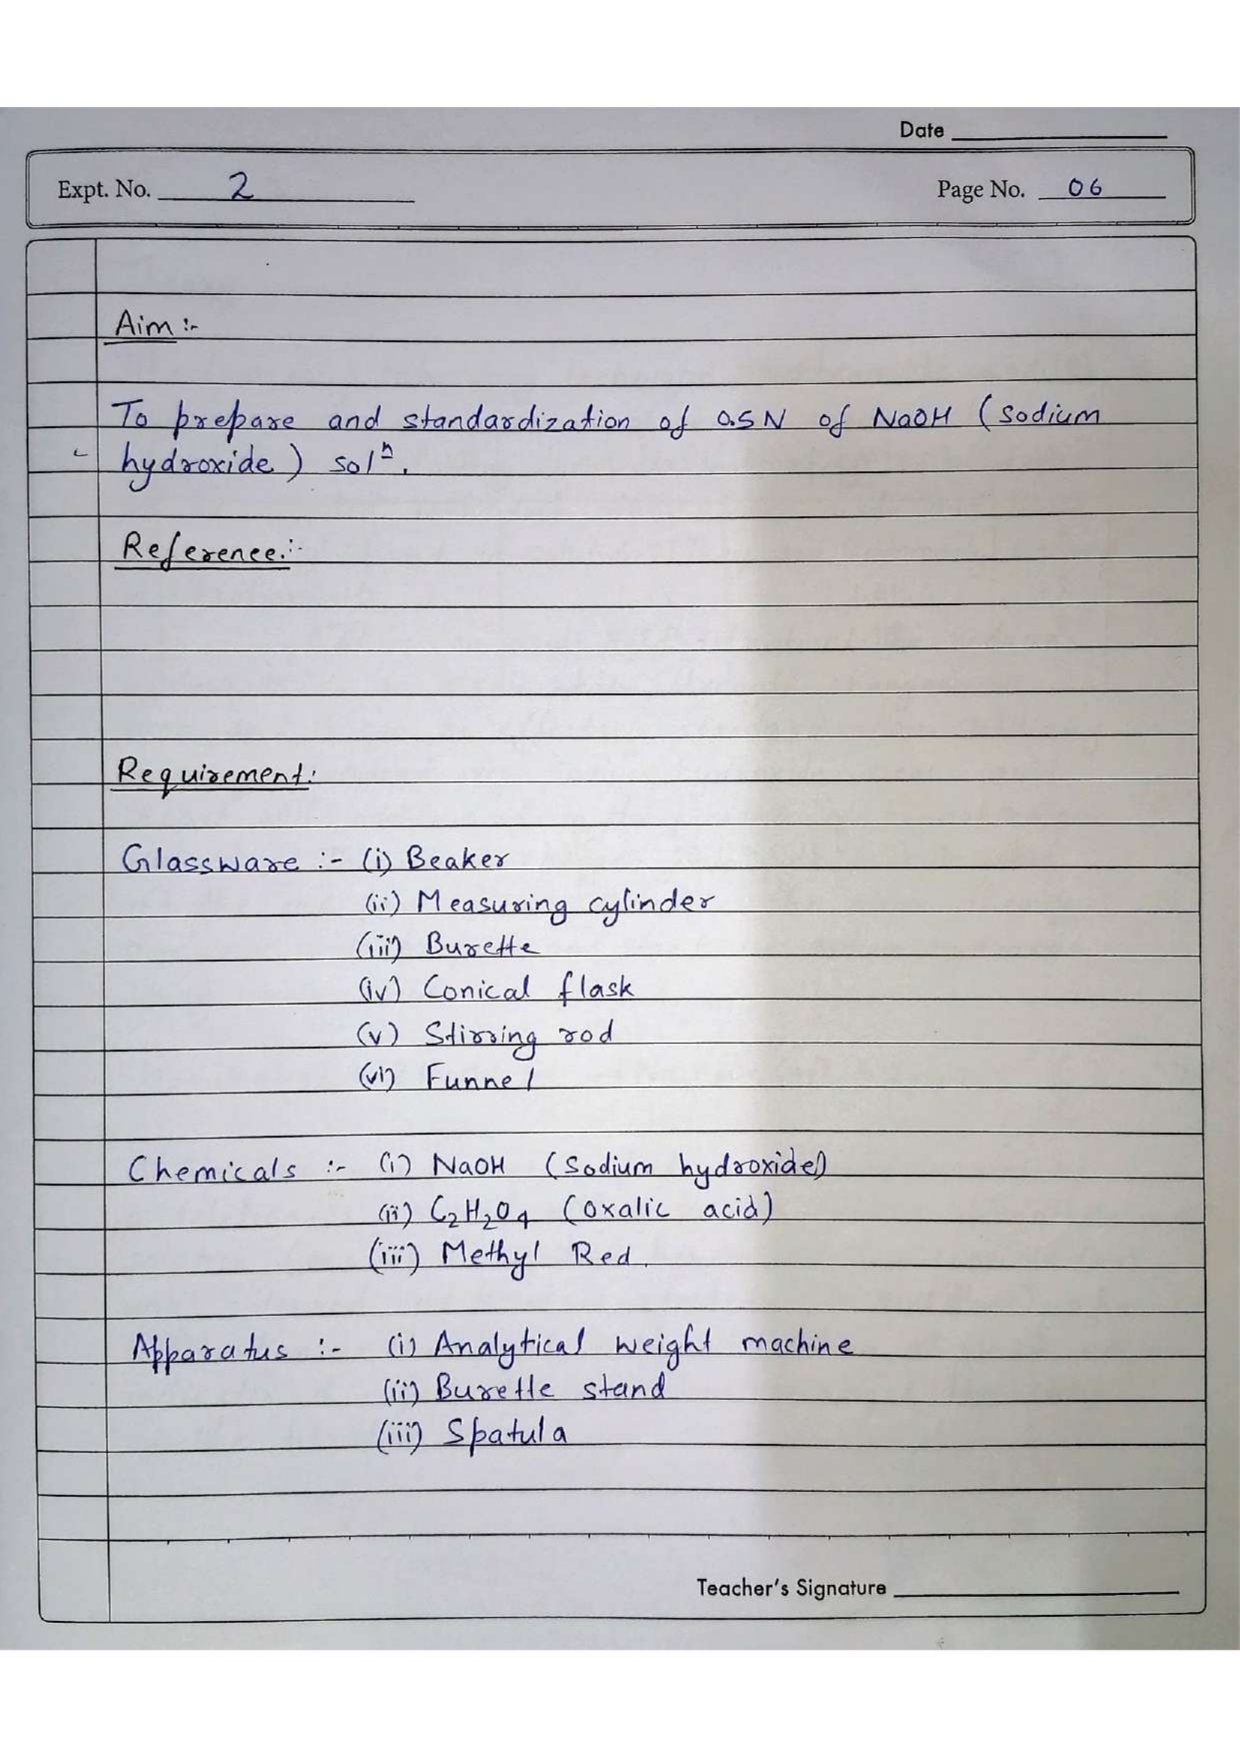 Date
Expt. No. 2
Page No. 06
Aim :-
To prepare and standardization of 0.5 N of NaOH (sodium
hydroxide) solⁿ.
Reference:-
Requirement:
Glassware :- (i) Beaker
(ii) Measuring cylinder
(iii) Burette
(iv) Conical flask
(v) Stirring rod
(vi) Funnel
Chemicals :- (i) NaOH (Sodium hydroxide)
(ii) C₂H₂O₄ (oxalic acid)
(iii) Methyl Red.
Apparatus :- (i) Analytical weight machine
(ii) Burette stand
(iii) Spatula
Teacher's Signature